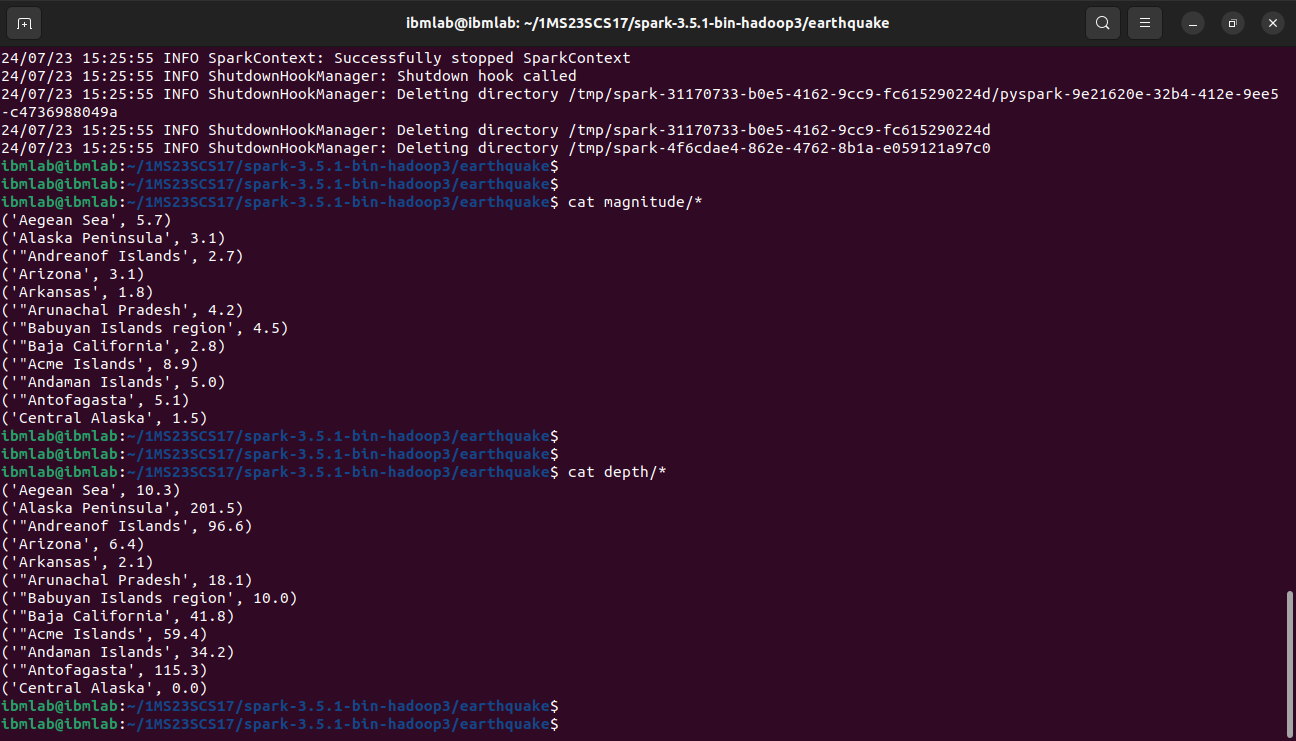 ibmlab@ibmlab: ~/1MS23SCS17/spark-3.5.1-bin-hadoop3/earthquake
24/07/23 15:25:55 INFO SparkContext: Successfully stopped SparkContext
24/07/23 15:25:55 INFO ShutdownHookManager: Shutdown hook called
24/07/23 15:25:55 INFO ShutdownHookManager: Deleting directory /tmp/spark-31170733-b0e5-4162-9cc9-fc615290224d/pyspark-9e21620e-32b4-412e-9ee5
-c4736988049a
24/07/23 15:25:55 INFO ShutdownHookManager: Deleting directory /tmp/spark-31170733-b0e5-4162-9cc9-fc615290224d
24/07/23 15:25:55 INFO ShutdownHookManager: Deleting directory /tmp/spark-4f6cdae4-862e-4762-8b1a-e059121a97c0
ibmlab@ibmlab:~/1MS23SCS17/spark-3.5.1-bin-hadoop3/earthquake$
ibmlab@ibmlab:~/1MS23SCS17/spark-3.5.1-bin-hadoop3/earthquake$
ibmlab@ibmlab:~/1MS23SCS17/spark-3.5.1-bin-hadoop3/earthquake$ cat magnitude/*
('Aegean Sea', 5.7)
('Alaska Peninsula', 3.1)
('"Andreanof Islands', 2.7)
('Arizona', 3.1)
('Arkansas', 1.8)
('"Arunachal Pradesh', 4.2)
('"Babuyan Islands region', 4.5)
('"Baja California', 2.8)
('"Acme Islands', 8.9)
('"Andaman Islands', 5.0)
('"Antofagasta', 5.1)
('Central Alaska', 1.5)
ibmlab@ibmlab:~/1MS23SCS17/spark-3.5.1-bin-hadoop3/earthquake$
ibmlab@ibmlab:~/1MS23SCS17/spark-3.5.1-bin-hadoop3/earthquake$
ibmlab@ibmlab:~/1MS23SCS17/spark-3.5.1-bin-hadoop3/earthquake$ cat depth/*
('Aegean Sea', 10.3)
('Alaska Peninsula', 201.5)
('"Andreanof Islands', 96.6)
('Arizona', 6.4)
('Arkansas', 2.1)
('"Arunachal Pradesh', 18.1)
('"Babuyan Islands region', 10.0)
('"Baja California', 41.8)
('"Acme Islands', 59.4)
('"Andaman Islands', 34.2)
('"Antofagasta', 115.3)
('Central Alaska', 0.0)
ibmlab@ibmlab:~/1MS23SCS17/spark-3.5.1-bin-hadoop3/earthquake$
ibmlab@ibmlab:~/1MS23SCS17/spark-3.5.1-bin-hadoop3/earthquake$